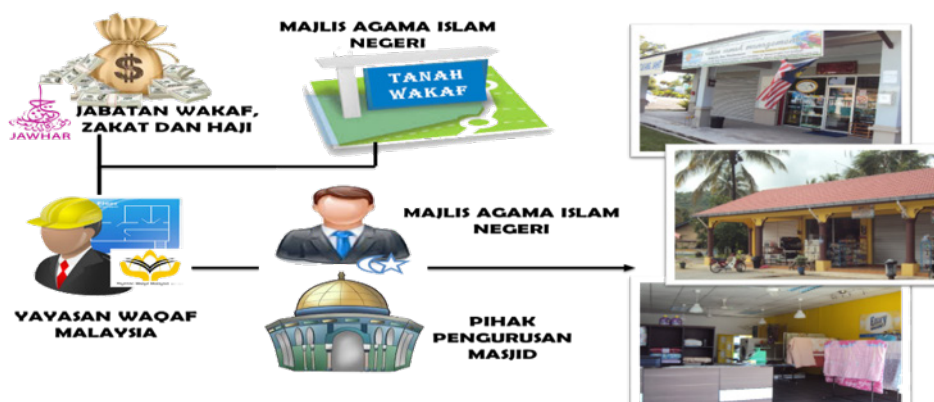 MAJLIS AGAMA ISLAM
NEGERI
TANAH
WAKAF
$
JAWHAR
JABATAN WAKAF,
ZAKAT DAN HAJI
MAJLIS AGAMA ISLAM
NEGERI
YAYASAN WAQAF
MALAYSIA
PIHAK
PENGURUSAN
MASJID